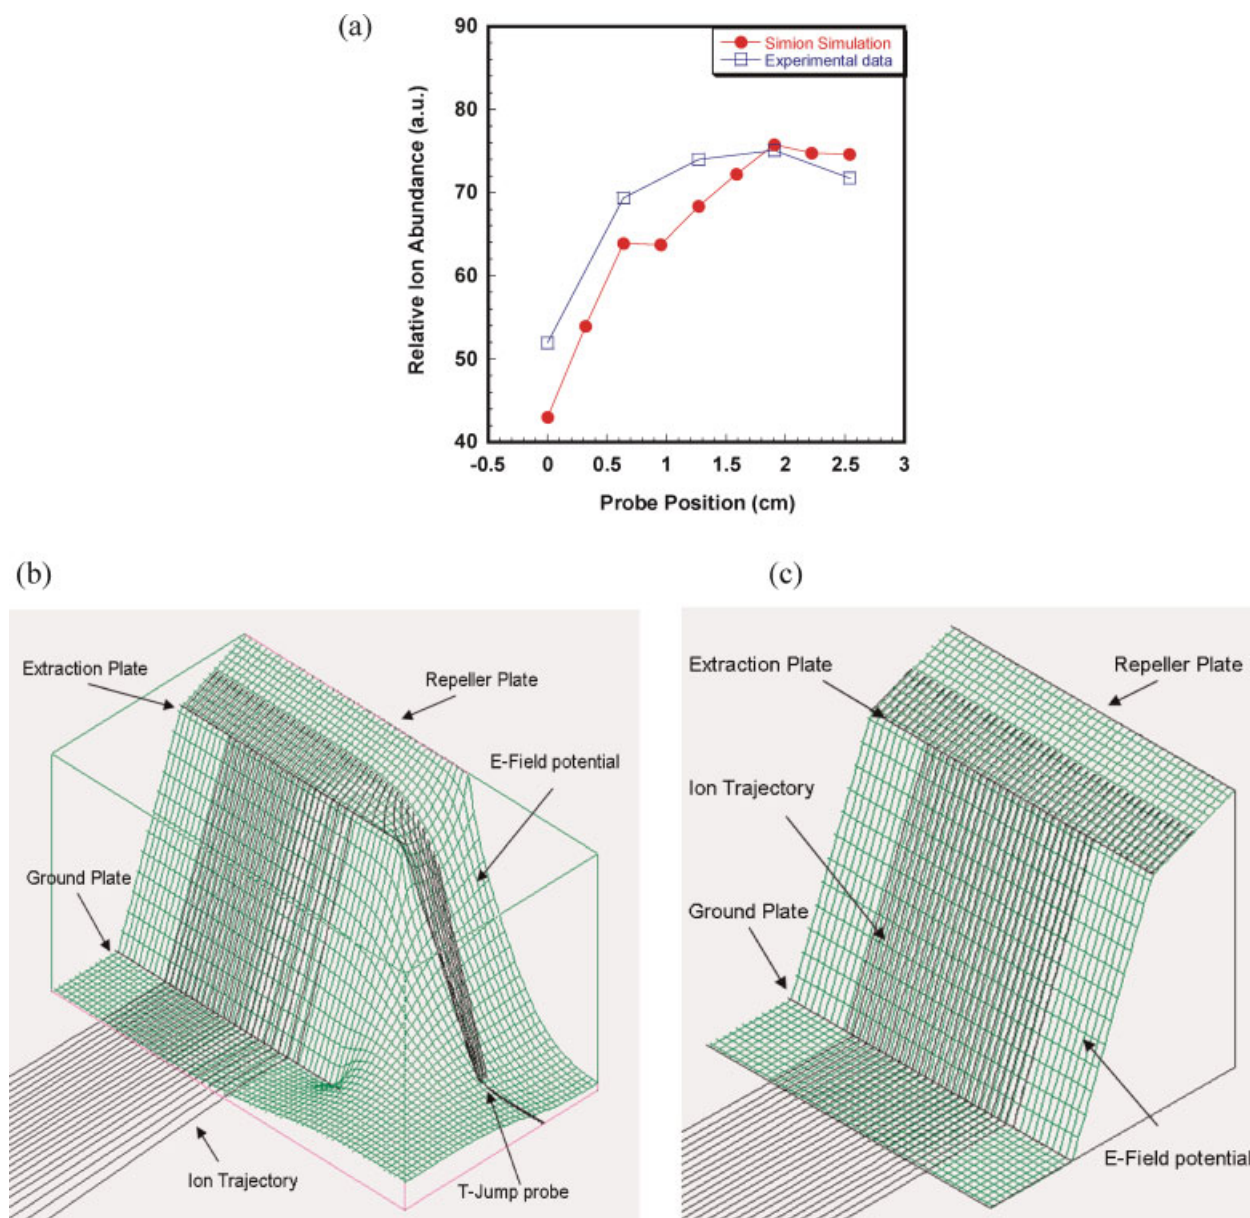 (a)
90
80
70
60
50
40
Relative Ion Abundance (a.u.)
Simion Simulation
Experimental data
-0.5 0 0.5 1 1.5 2 2.5 3
Probe Position (cm)
(b)
Extraction Plate
Repeller Plate
E-Field potential
Ground Plate
Ion Trajectory
T-Jump probe
(c)
Extraction Plate
Repeller Plate
Ion Trajectory
Ground Plate
E-Field potential